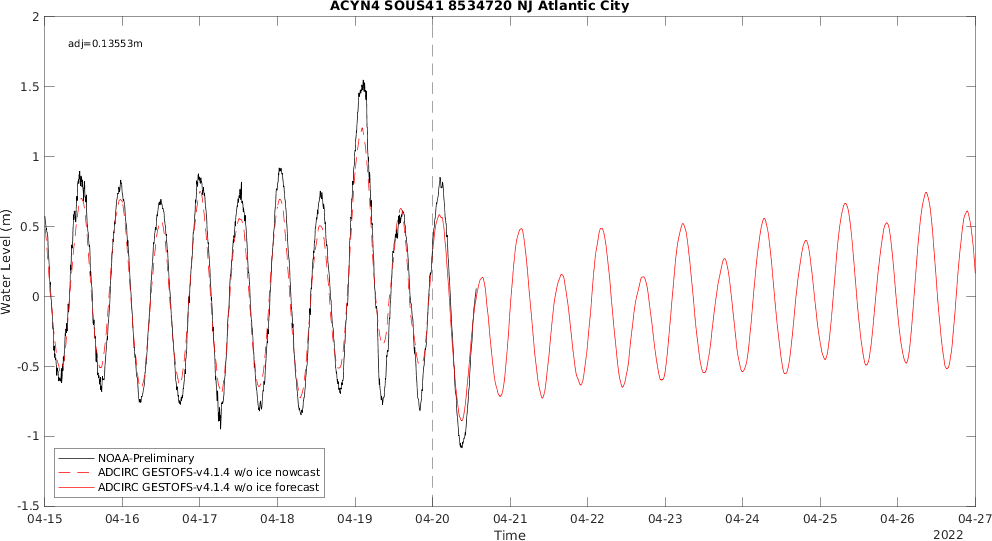 ACYN4 SOUS41 8534720 NJ Atlantic City
adj=0.13553m
Water Level (m)
2
1.5
1
0.5
0
-0.5
-1
-1.5
NOAA-Preliminary
ADCIRC GESTOFS-v4.1.4 w/o ice nowcast
ADCIRC GESTOFS-v4.1.4 w/o ice forecast
04-15 04-16 04-17 04-18 04-19 04-20 04-21 04-22 04-23 04-24 04-25 04-26 04-27
Time
2022